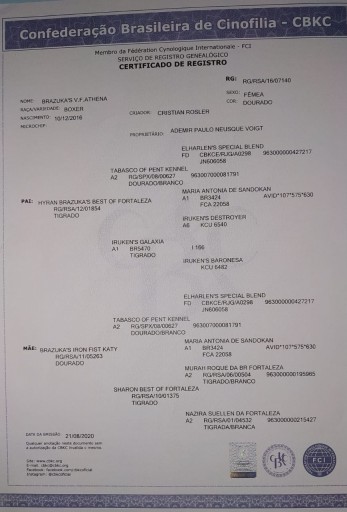 Confederação Brasileira de Cinofilia - CBKC
Membro da Fédération Cynologique Internationale - FCI
SERVIÇO DE REGISTRO GENEALÓGICO
CERTIFICADO DE REGISTRO
RG: RG/RSA/16/07140
NOME: BRAZUKA'S V.F.ATHENA
SEXO: FÊMEA
RAÇA/VARIEDADE: BOXER
COR: DOURADO
NASCIMENTO: 10/12/2016
CRIADOR: CRISTIAN ROSLER
MICROCHIP:
PROPRIETÁRIO: ADEMIR PAULO NEUSQUE VOIGT
ELHARLEN'S SPECIAL BLEND
FD CBKCE/RJG/A0298 963000000427217
JN606058
TABASCO OF PENT KENNEL
A2 RG/SPX/08/00627 963007000081791
DOURADO/BRANCO
MARIA ANTONIA DE SANDOKAN
A1 BR3424 AVID*107*575*630
FCA 22058
PAI: HYRAN BRAZUKA'S BEST OF FORTALEZA
RG/RSA/12/01854
TIGRADO
IRUKEN'S DESTROYER
A6 KCU 6540
IRUKEN'S GALAXIA
A1 BR5470 I 166
TIGRADO
IRUKEN'S BARONESA
KCU 6482
ELHARLEN'S SPECIAL BLEND
FD CBKCE/RJG/A0298 963000000427217
JN606058
TABASCO OF PENT KENNEL
A2 RG/SPX/08/00627 963007000081791
DOURADO/BRANCO
MARIA ANTONIA DE SANDOKAN
A1 BR3424 AVID*107*575*630
FCA 22058
MÃE: BRAZUKA'S IRON FIST KATY
RG/RSA/11/05263
DOURADO
MURAH ROQUE DA BR FORTALEZA
A2 RG/RSA/06/00504 963000000195065
TIGRADO/BRANCO
SHARON BEST OF FORTALEZA
RG/RSA/10/01375
TIGRADO
NAZIRA SUELLEN DA FORTALEZA
A2 RG/RSA/01/04532 963000000215427
TIGRADA/BRANCA
DATA DA EMISSÃO: 21/08/2020
Qualquer anotação neste documento sem
a autorização da CBKC invalida o mesmo.
Site: www.cbkc.org
E-mail: cbkc@cbkc.org
Facebook: facebook.com/cbkcoficial
Instagram: @cbkcoficial
FCI